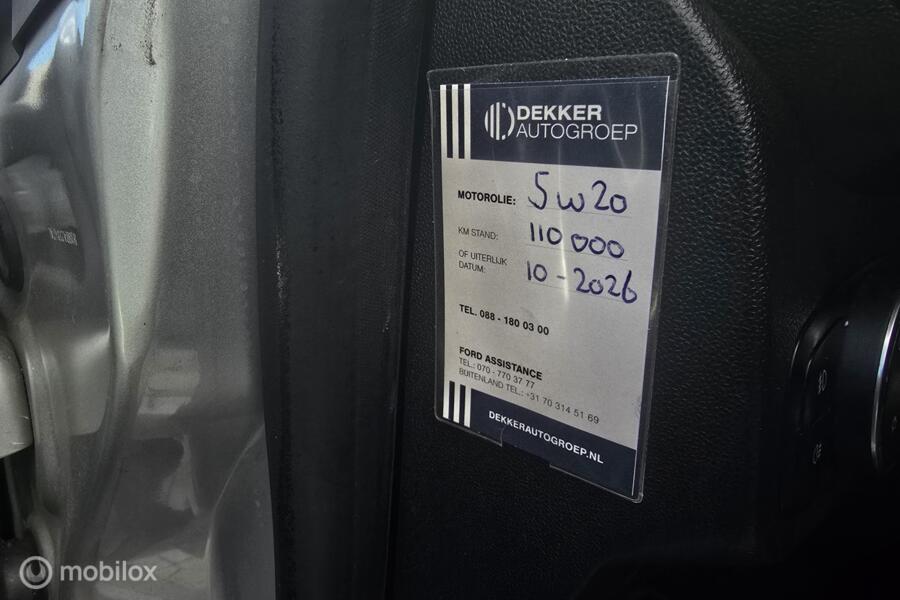 DEKKER
AUTOGROEP
MOTOROLIE: 5w20
KM STAND: 110 000
OF UITERLIJK
DATUM: 10-2026
TEL. 088 - 180 03 00
FORD ASSISTANCE
TEL.: 070 - 770 37 77
BUITENLAND TEL.: +31 70 314 51 69
DEKKERAUTOGROEP.NL
mobilox